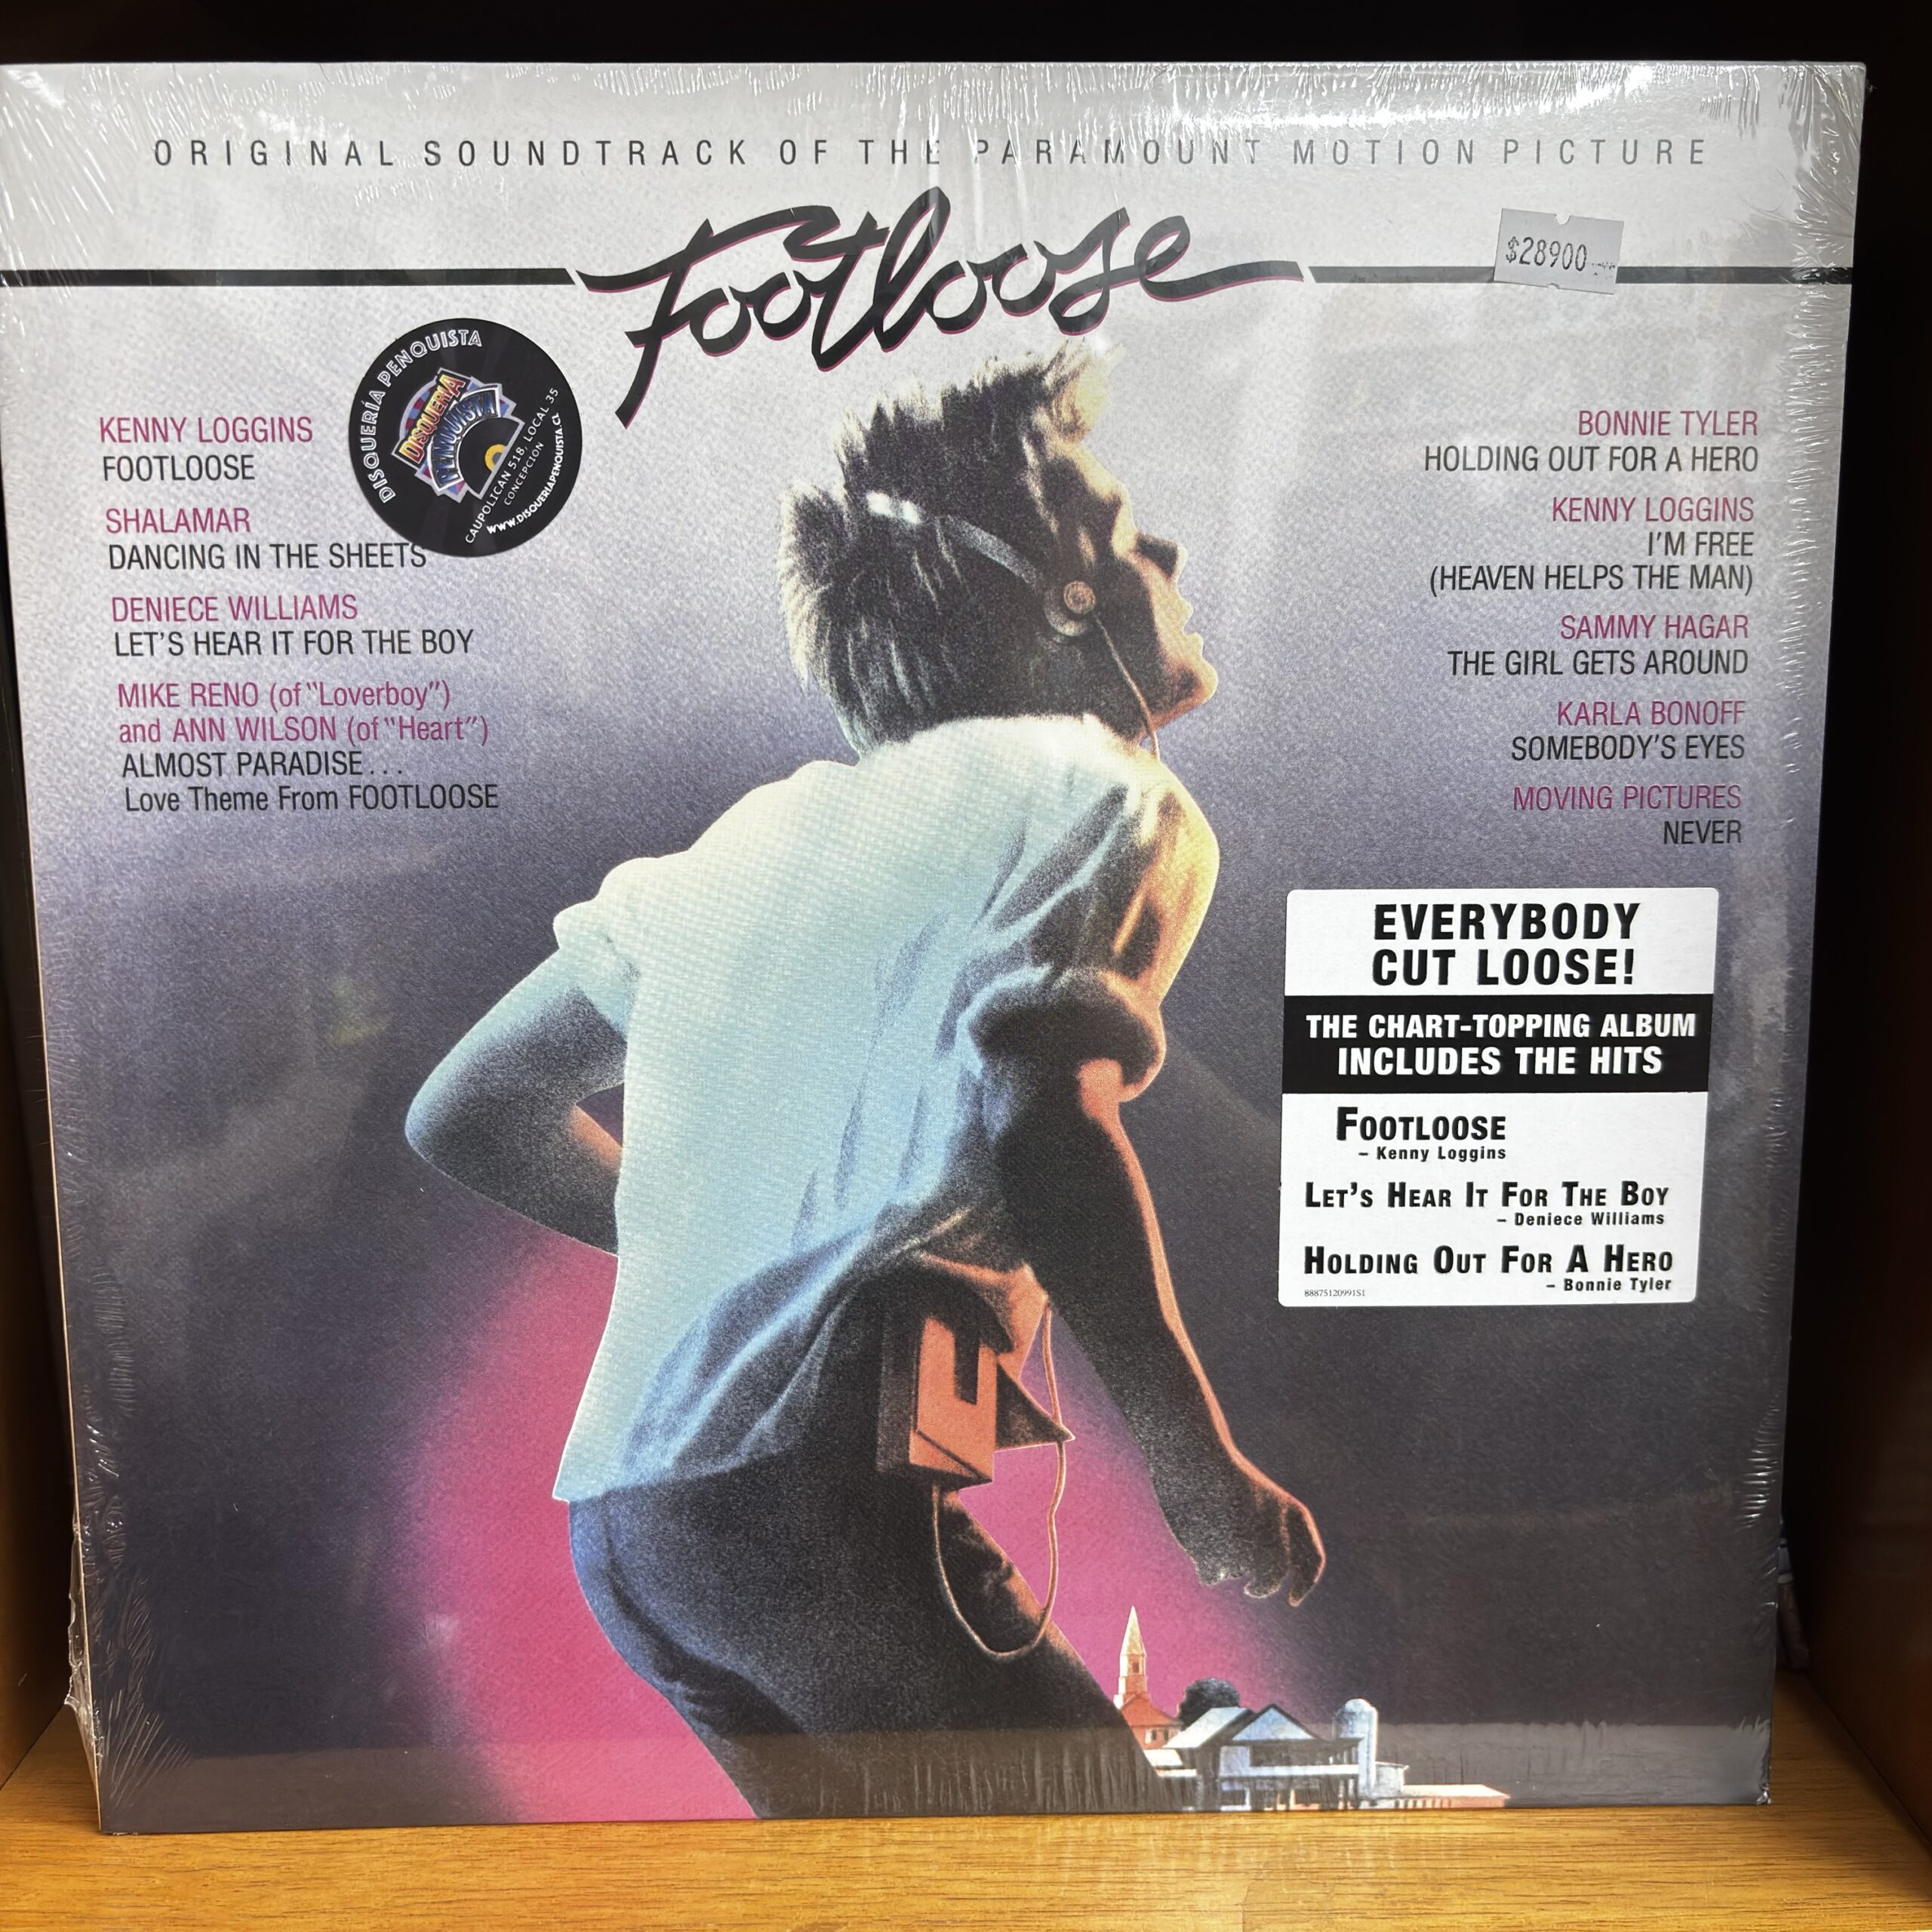 ORIGINAL SOUNDTRACK OF THE PARAMOUNT MOTION PICTURE
Footloose
$28900
DISQUERÍA PENQUISTA
DISQUERIA
PENQUISTA
CAUPOLICAN 518, LOCAL 35
CONCEPCIÓN
WWW.DISQUERIAPENQUISTA.CL
KENNY LOGGINS
FOOTLOOSE
SHALAMAR
DANCING IN THE SHEETS
DENIECE WILLIAMS
LET'S HEAR IT FOR THE BOY
MIKE RENO (of "Loverboy")
and ANN WILSON (of "Heart")
ALMOST PARADISE...
Love Theme From FOOTLOOSE
BONNIE TYLER
HOLDING OUT FOR A HERO
KENNY LOGGINS
I'M FREE
(HEAVEN HELPS THE MAN)
SAMMY HAGAR
THE GIRL GETS AROUND
KARLA BONOFF
SOMEBODY'S EYES
MOVING PICTURES
NEVER
EVERYBODY
CUT LOOSE!
THE CHART-TOPPING ALBUM
INCLUDES THE HITS
FOOTLOOSE
– Kenny Loggins
LET'S HEAR IT FOR THE BOY
– Deniece Williams
HOLDING OUT FOR A HERO
– Bonnie Tyler
88875120991S1